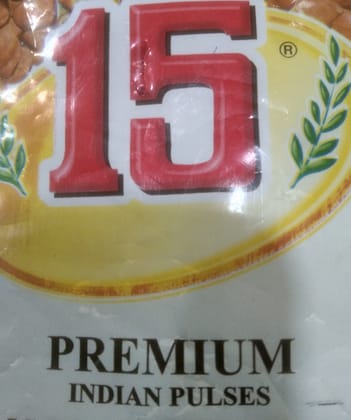 15 ®
PREMIUM
INDIAN PULSES